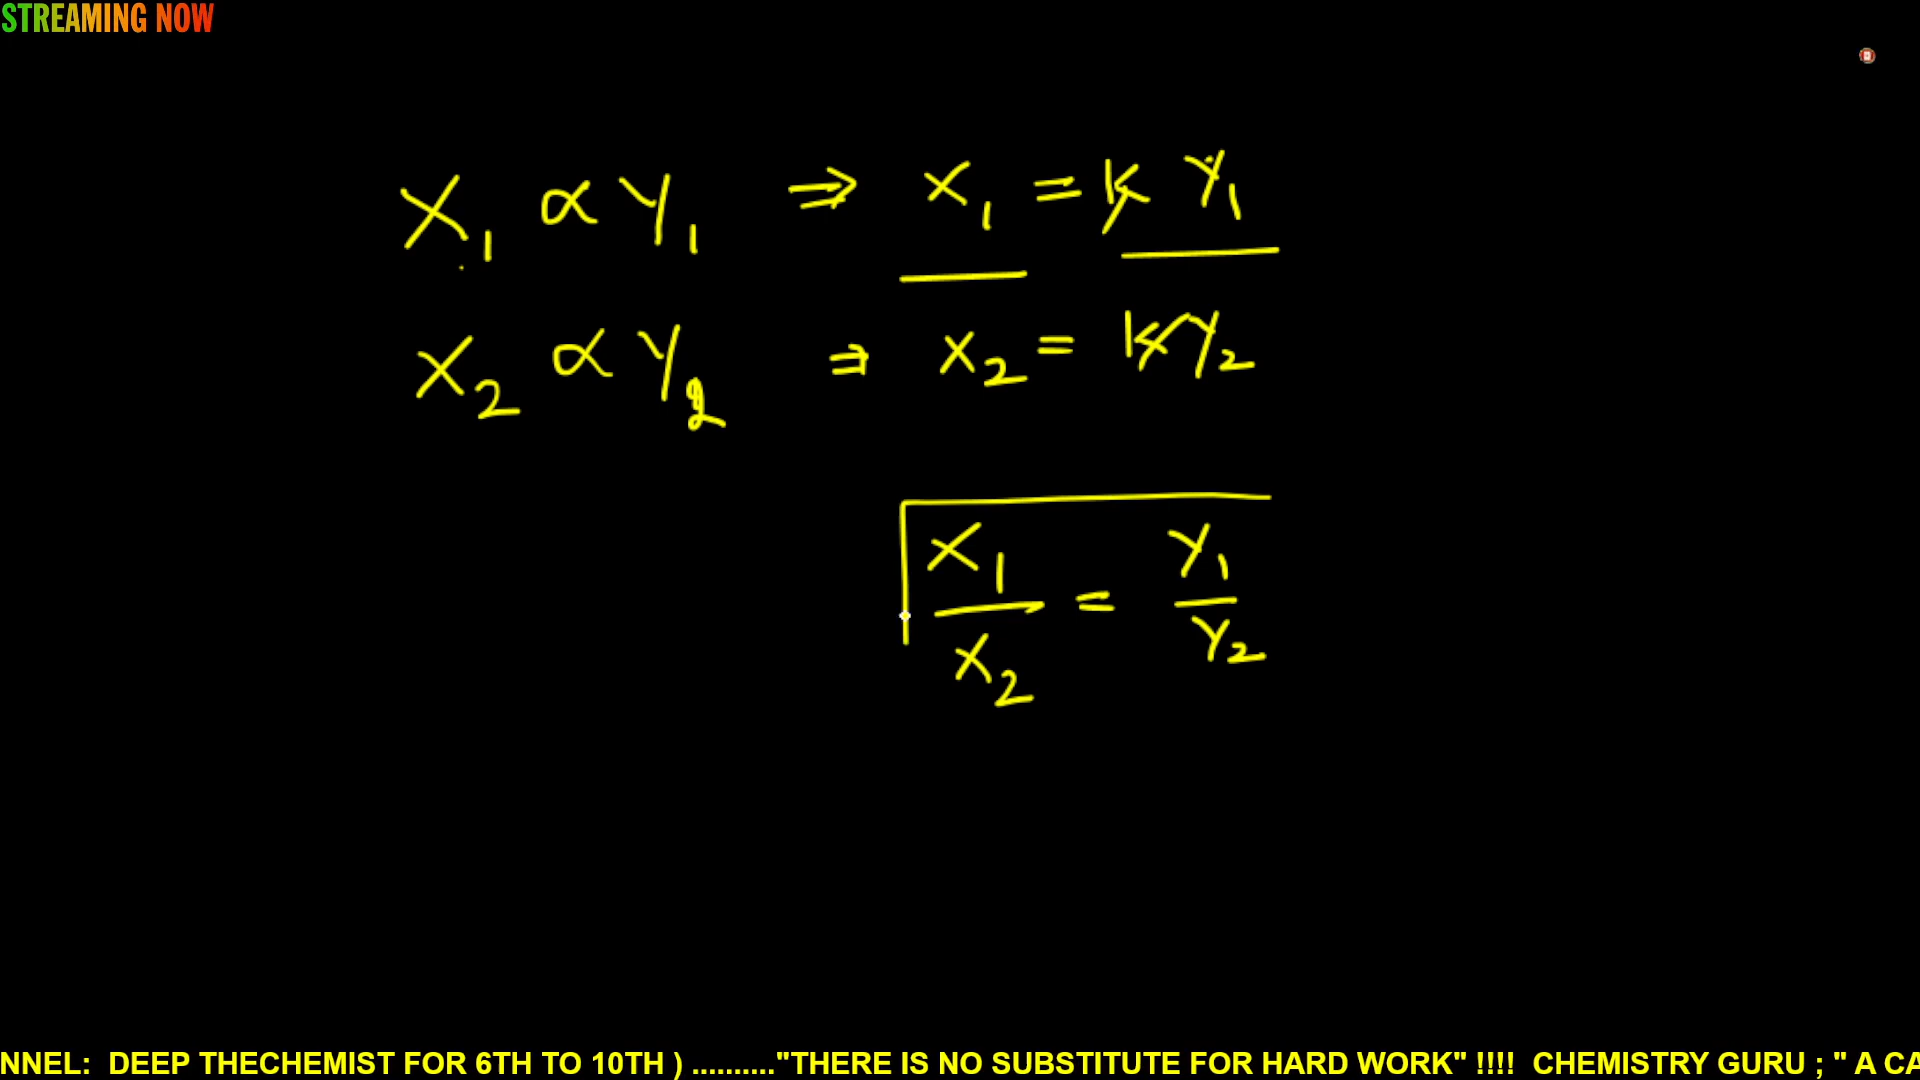 STREAMING NOW
X₁ ∝ Y₁ ⇒ X₁ = K Y₁
X₂ ∝ Y₂ ⇒ X₂ = K Y₂
X₁/X₂ = Y₁/Y₂
NNEL: DEEP THECHEMIST FOR 6TH TO 10TH ) .........."THERE IS NO SUBSTITUTE FOR HARD WORK" !!!! CHEMISTRY GURU ; " A CA